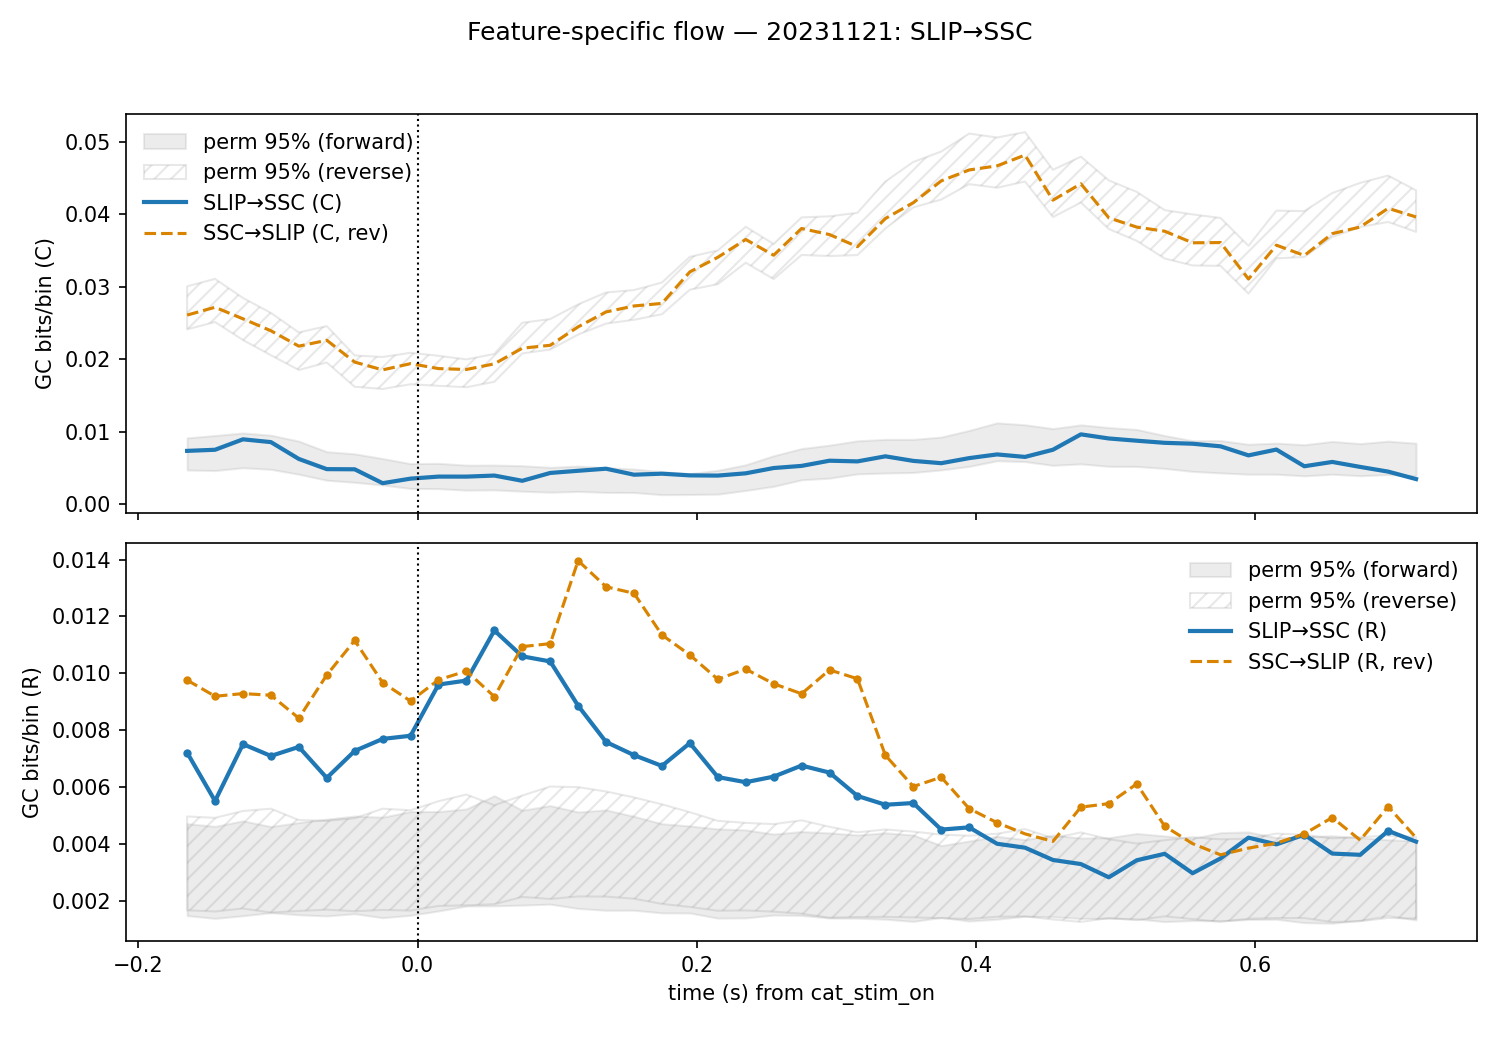 Feature-specific flow — 20231121: SLIP→SSC
GC bits/bin (C)
0.05
0.04
0.03
0.02
0.01
0.00
perm 95% (forward)
perm 95% (reverse)
SLIP→SSC (C)
SSC→SLIP (C, rev)
GC bits/bin (R)
0.014
0.012
0.010
0.008
0.006
0.004
0.002
perm 95% (forward)
perm 95% (reverse)
SLIP→SSC (R)
SSC→SLIP (R, rev)
−0.2 0.0 0.2 0.4 0.6
time (s) from cat_stim_on